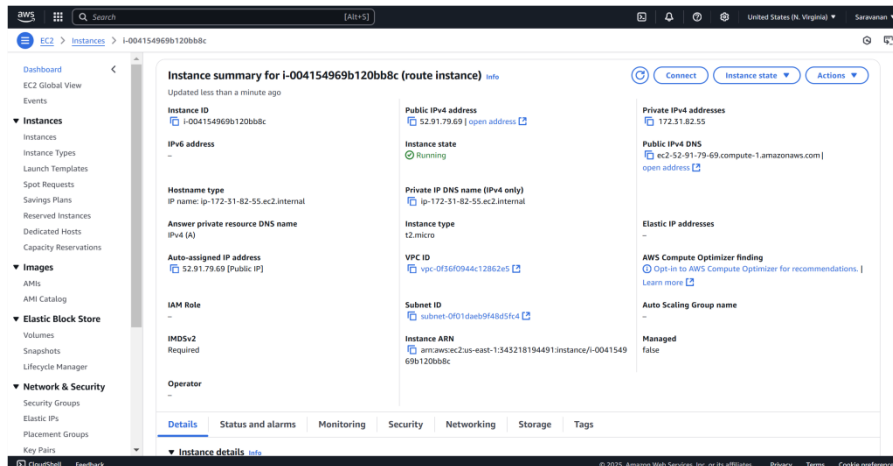 aws
Search [Alt+S] United States (N. Virginia) Saravanan
EC2 > Instances > i-004154969b120bb8c
Dashboard
EC2 Global View
Events
Instances
Instances
Instance Types
Launch Templates
Spot Requests
Savings Plans
Reserved Instances
Dedicated Hosts
Capacity Reservations
Images
AMIs
AMI Catalog
Elastic Block Store
Volumes
Snapshots
Lifecycle Manager
Network & Security
Security Groups
Elastic IPs
Placement Groups
Key Pairs
Instance summary for i-004154969b120bb8c (route instance) Info
Connect Instance state Actions
Updated less than a minute ago
Instance ID
i-004154969b120bb8c
Public IPv4 address
52.91.79.69 | open address
Private IPv4 addresses
172.31.82.55
IPv6 address
–
Instance state
Running
Public IPv4 DNS
ec2-52-91-79-69.compute-1.amazonaws.com |
open address
Hostname type
IP name: ip-172-31-82-55.ec2.internal
Private IP DNS name (IPv4 only)
ip-172-31-82-55.ec2.internal
Answer private resource DNS name
IPv4 (A)
Instance type
t2.micro
Elastic IP addresses
–
Auto-assigned IP address
52.91.79.69 [Public IP]
VPC ID
vpc-0f36f0944c12862e5
AWS Compute Optimizer finding
Opt-in to AWS Compute Optimizer for recommendations. |
Learn more
IAM Role
–
Subnet ID
subnet-0f01daeb9f48d5fc4
Auto Scaling Group name
–
IMDSv2
Required
Instance ARN
arn:aws:ec2:us-east-1:343218194491:instance/i-0041549
69b120bb8c
Managed
false
Operator
–
Details Status and alarms Monitoring Security Networking Storage Tags
Instance details Info
CloudShell Feedback © 2025, Amazon Web Services, Inc. or its affiliates. Privacy Terms Cookie preferences